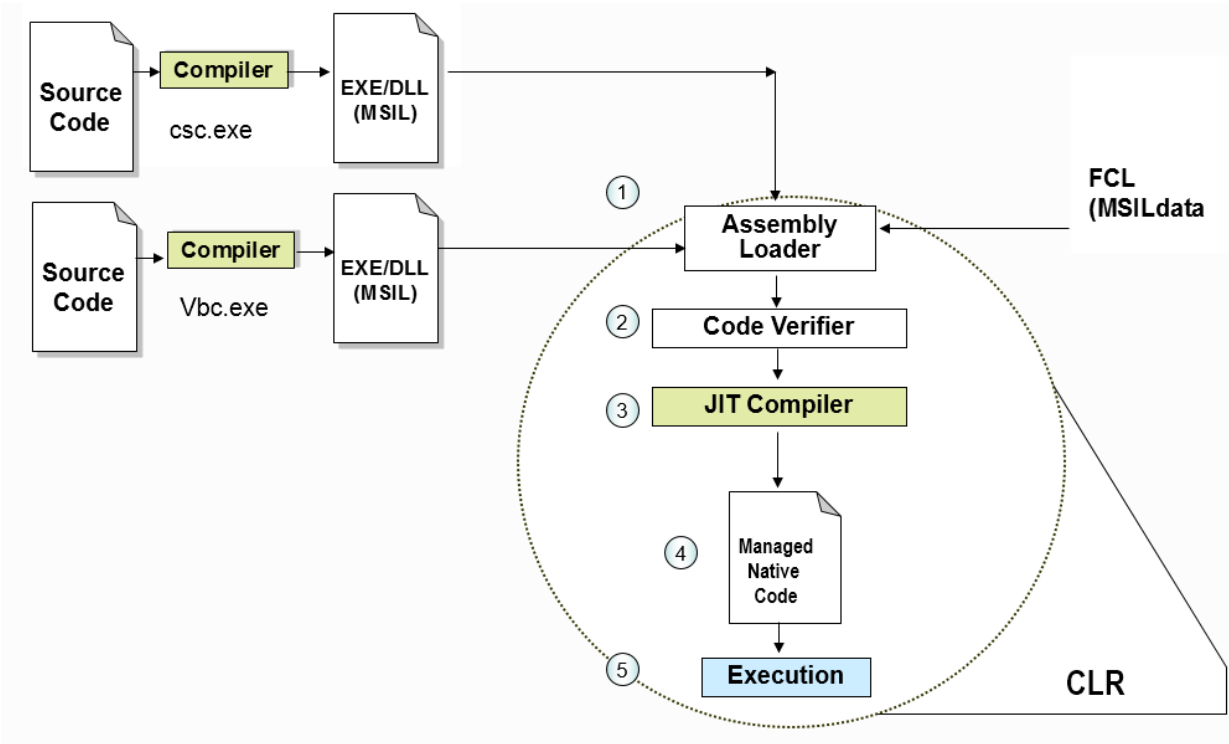 Source
Code
Compiler
csc.exe
EXE/DLL
(MSIL)
Source
Code
Compiler
Vbc.exe
EXE/DLL
(MSIL)
FCL
(MSILdata
1
Assembly
Loader
2
Code Verifier
3
JIT Compiler
4
Managed
Native
Code
5
Execution
CLR